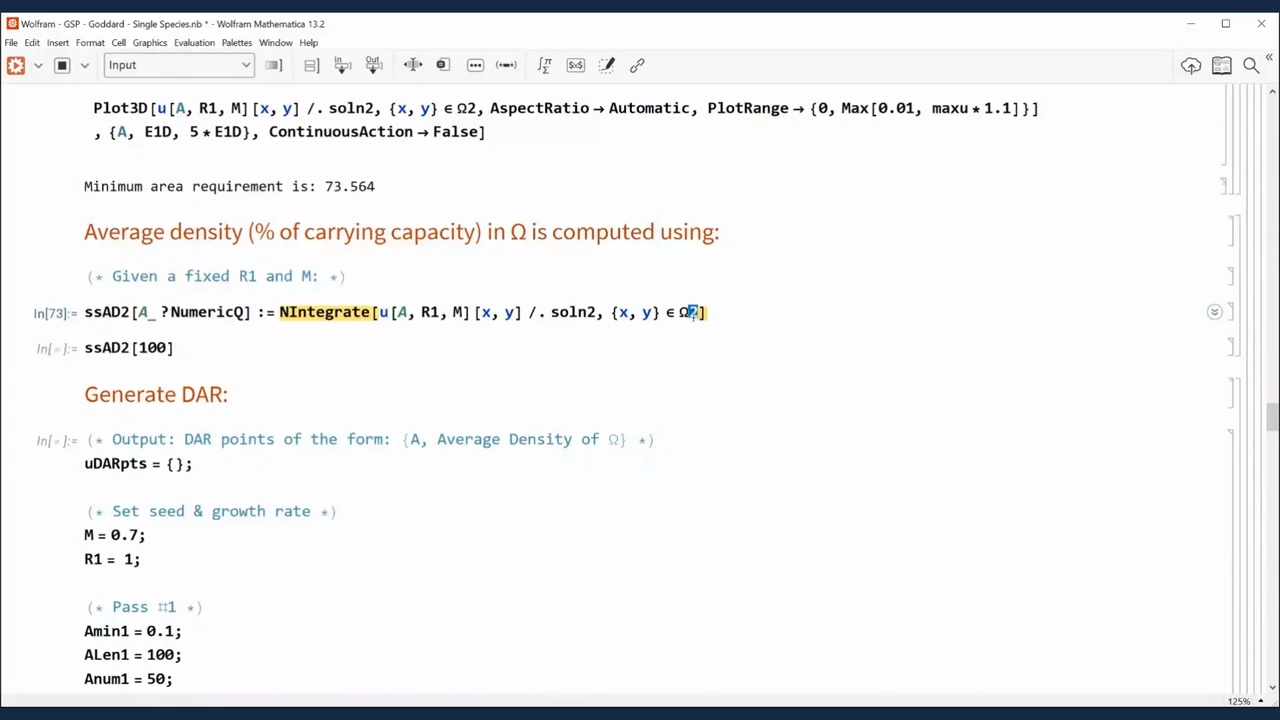 Wolfram - GSP - Goddard - Single Species.nb * - Wolfram Mathematica 13.2
File Edit Insert Format Cell Graphics Evaluation Palettes Window Help
Input In[] Out[] ∫π $x$
Plot3D[u[A, R1, M][x, y] /. soln2, {x, y} ∈ Ω2, AspectRatio → Automatic, PlotRange → {0, Max[0.01, maxu * 1.1]}]
, {A, E1D, 5 * E1D}, ContinuousAction → False]
Minimum area requirement is: 73.564
Average density (% of carrying capacity) in Ω is computed using:
(* Given a fixed R1 and M: *)
In[73]:= ssAD2[A_ ?NumericQ] := NIntegrate[u[A, R1, M][x, y] /. soln2, {x, y} ∈ Ω2]
In[◦]:= ssAD2[100]
Generate DAR:
In[◦]:= (* Output: DAR points of the form: {A, Average Density of Ω} *)
uDARpts = {};
(* Set seed & growth rate *)
M = 0.7;
R1 = 1;
(* Pass #1 *)
Amin1 = 0.1;
ALen1 = 100;
Anum1 = 50;
125%